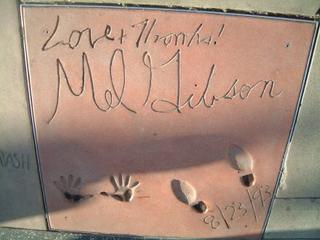 Love + Thanks!
Mel Gibson
8/23/93